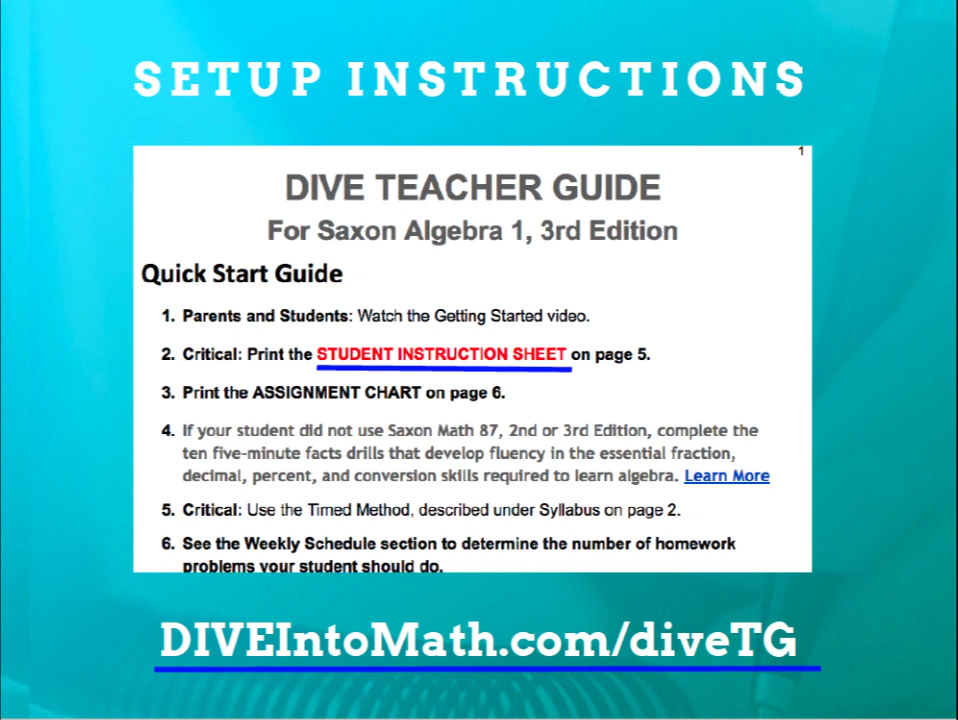 SETUP INSTRUCTIONS
1
DIVE TEACHER GUIDE
For Saxon Algebra 1, 3rd Edition
Quick Start Guide
1. Parents and Students: Watch the Getting Started video.
2. Critical: Print the STUDENT INSTRUCTION SHEET on page 5.
3. Print the ASSIGNMENT CHART on page 6.
4. If your student did not use Saxon Math 87, 2nd or 3rd Edition, complete the
ten five-minute facts drills that develop fluency in the essential fraction,
decimal, percent, and conversion skills required to learn algebra. Learn More
5. Critical: Use the Timed Method, described under Syllabus on page 2.
6. See the Weekly Schedule section to determine the number of homework
problems your student should do.
DIVEIntoMath.com/diveTG